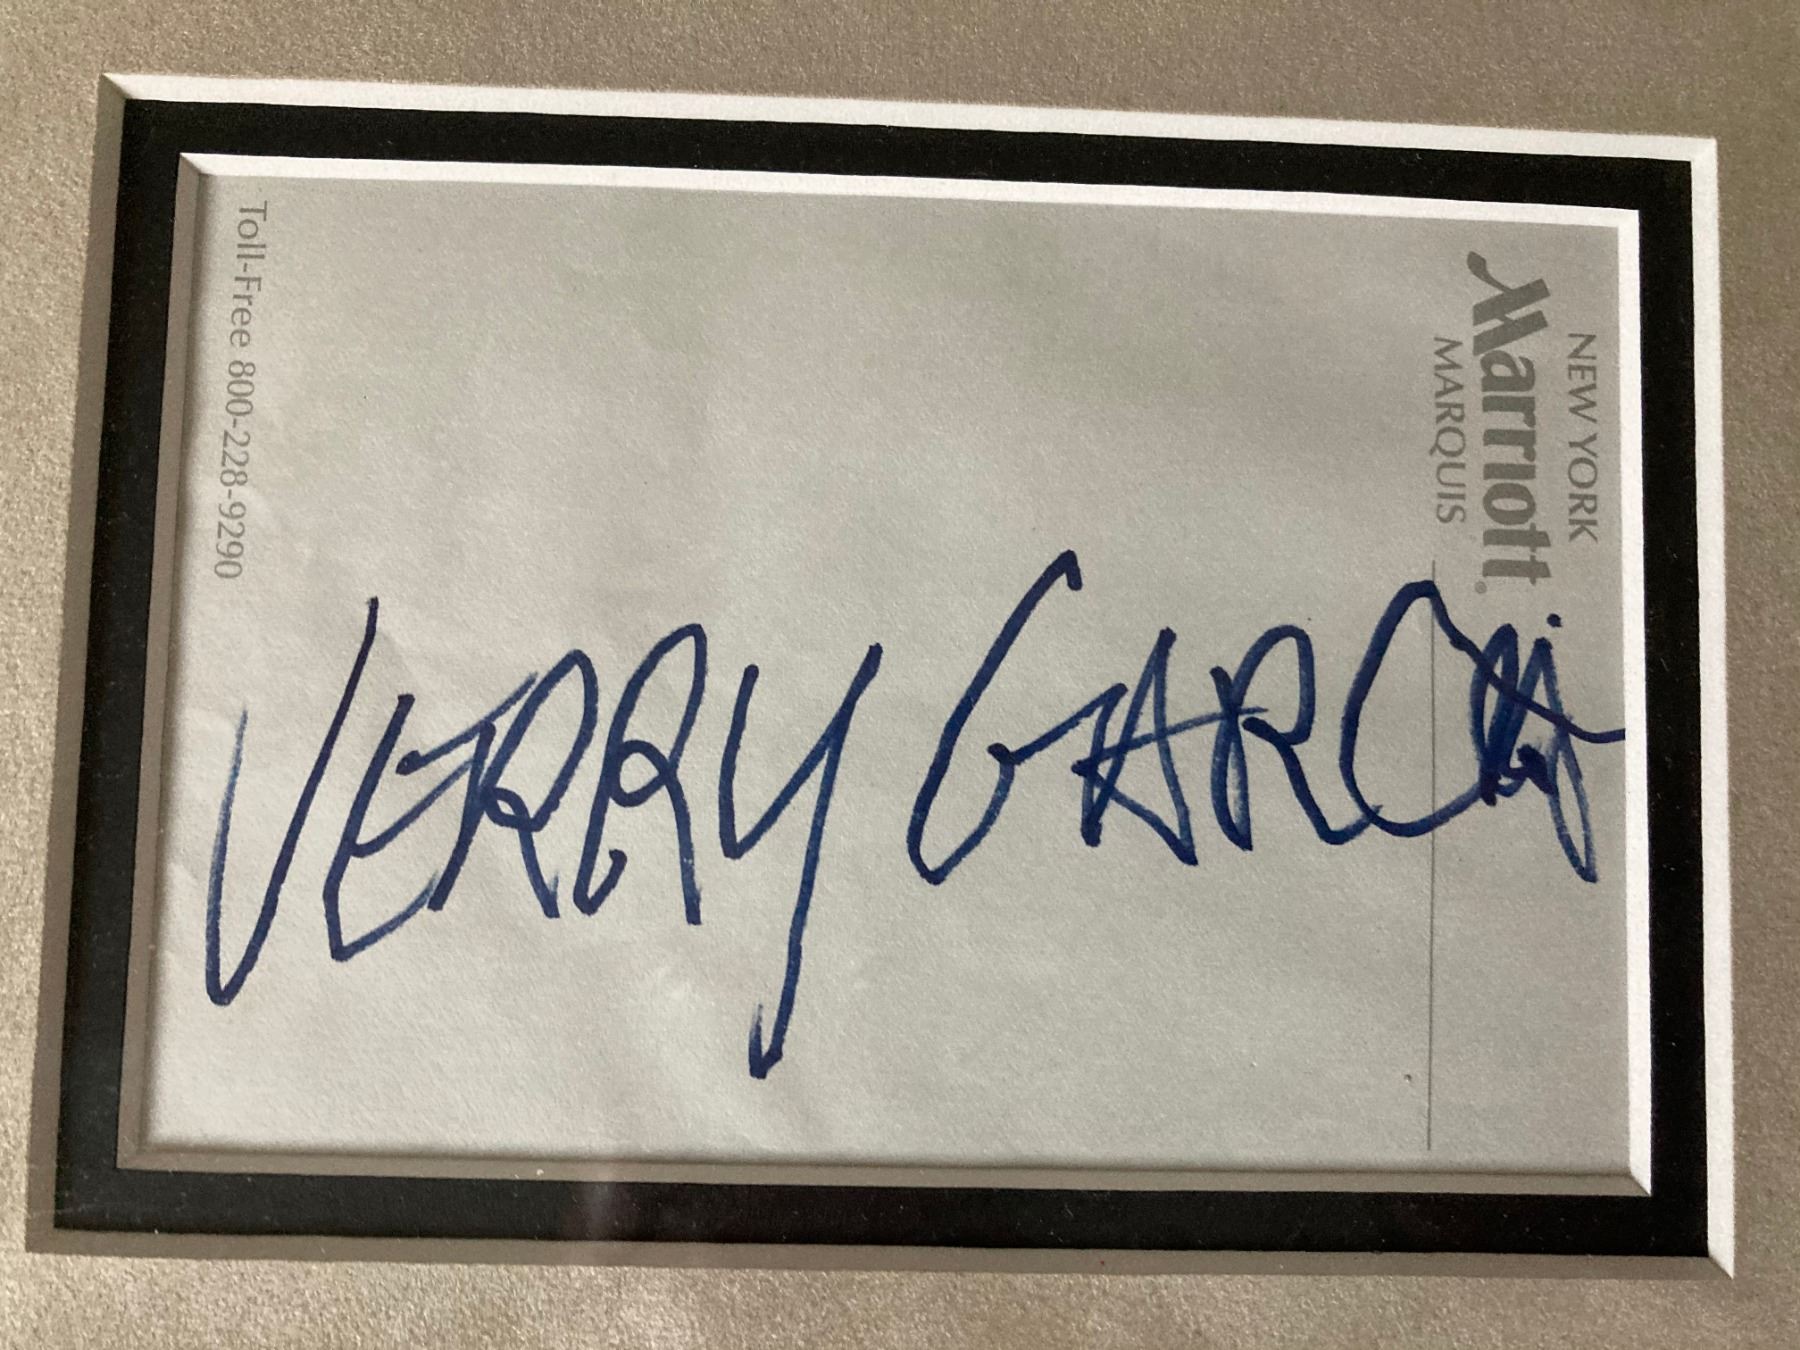 NEW YORK
Marriott®
MARQUIS
JERRY GARCIA
Toll-Free 800-228-9290